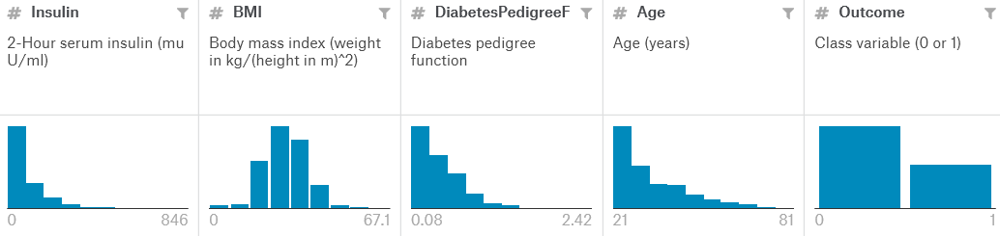 # Insulin
2-Hour serum insulin (mu
U/ml)
0 846
# BMI
Body mass index (weight
in kg/(height in m)^2)
0 67.1
# DiabetesPedigreeF
Diabetes pedigree
function
0.08 2.42
# Age
Age (years)
21 81
# Outcome
Class variable (0 or 1)
0 1